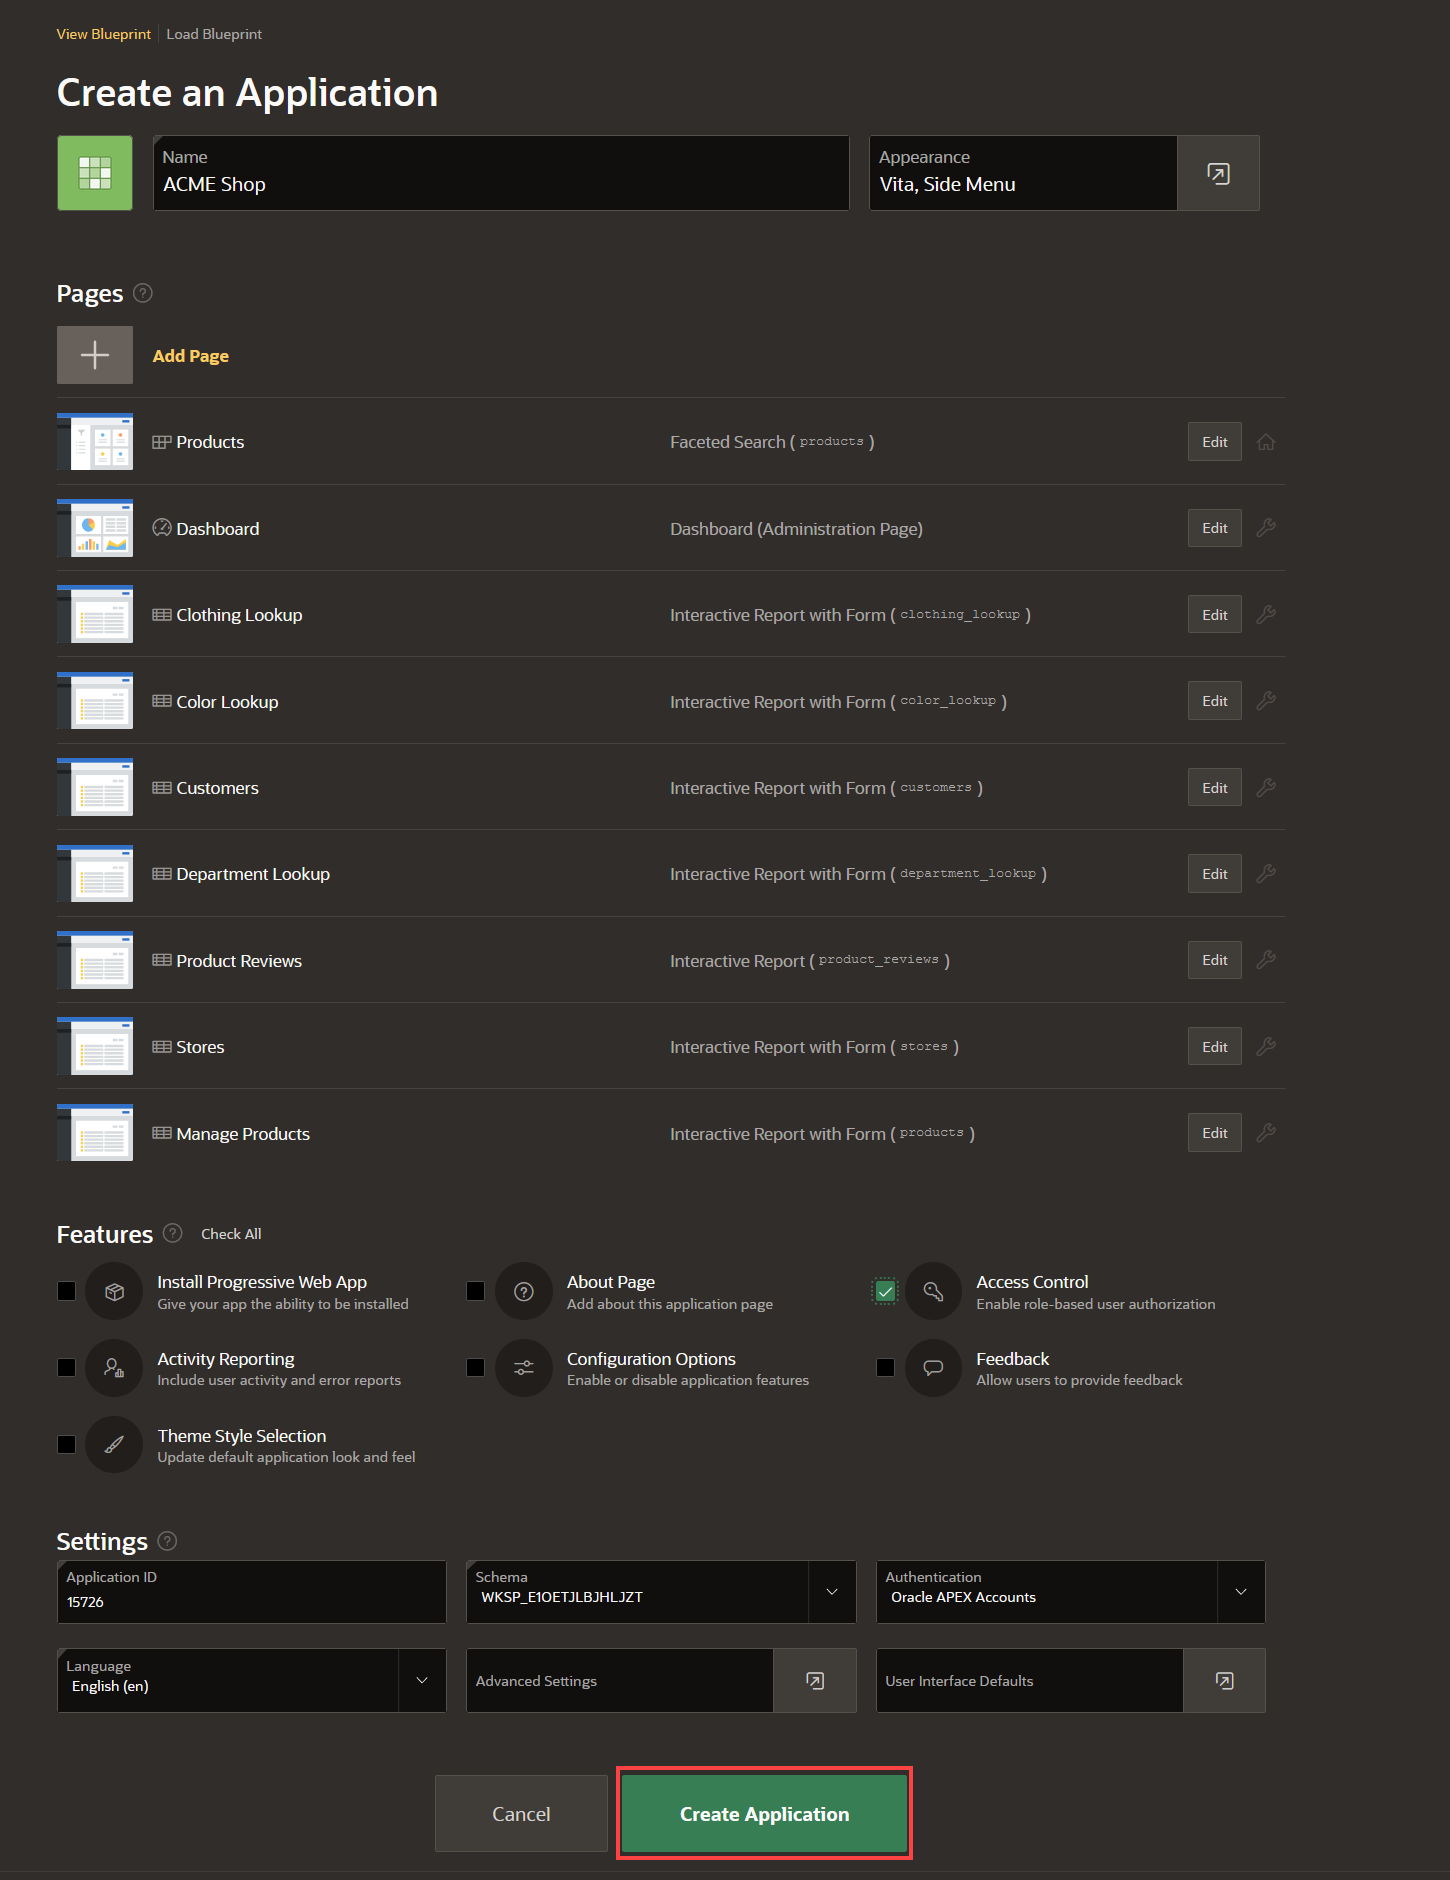 View Blueprint Load Blueprint
Create an Application
Name
ACME Shop
Appearance
Vita, Side Menu
Pages ?
Add Page
Products Faceted Search ( products ) Edit
Dashboard Dashboard (Administration Page) Edit
Clothing Lookup Interactive Report with Form ( clothing_lookup ) Edit
Color Lookup Interactive Report with Form ( color_lookup ) Edit
Customers Interactive Report with Form ( customers ) Edit
Department Lookup Interactive Report with Form ( department_lookup ) Edit
Product Reviews Interactive Report ( product_reviews ) Edit
Stores Interactive Report with Form ( stores ) Edit
Manage Products Interactive Report with Form ( products ) Edit
Features ? Check All
Install Progressive Web App
Give your app the ability to be installed
? About Page
Add about this application page
Access Control
Enable role-based user authorization
Activity Reporting
Include user activity and error reports
Configuration Options
Enable or disable application features
Feedback
Allow users to provide feedback
Theme Style Selection
Update default application look and feel
Settings ?
Application ID
15726
Schema
WKSP_E1OETJLBJHLJZT
Authentication
Oracle APEX Accounts
Language
English (en)
Advanced Settings
User Interface Defaults
Cancel Create Application